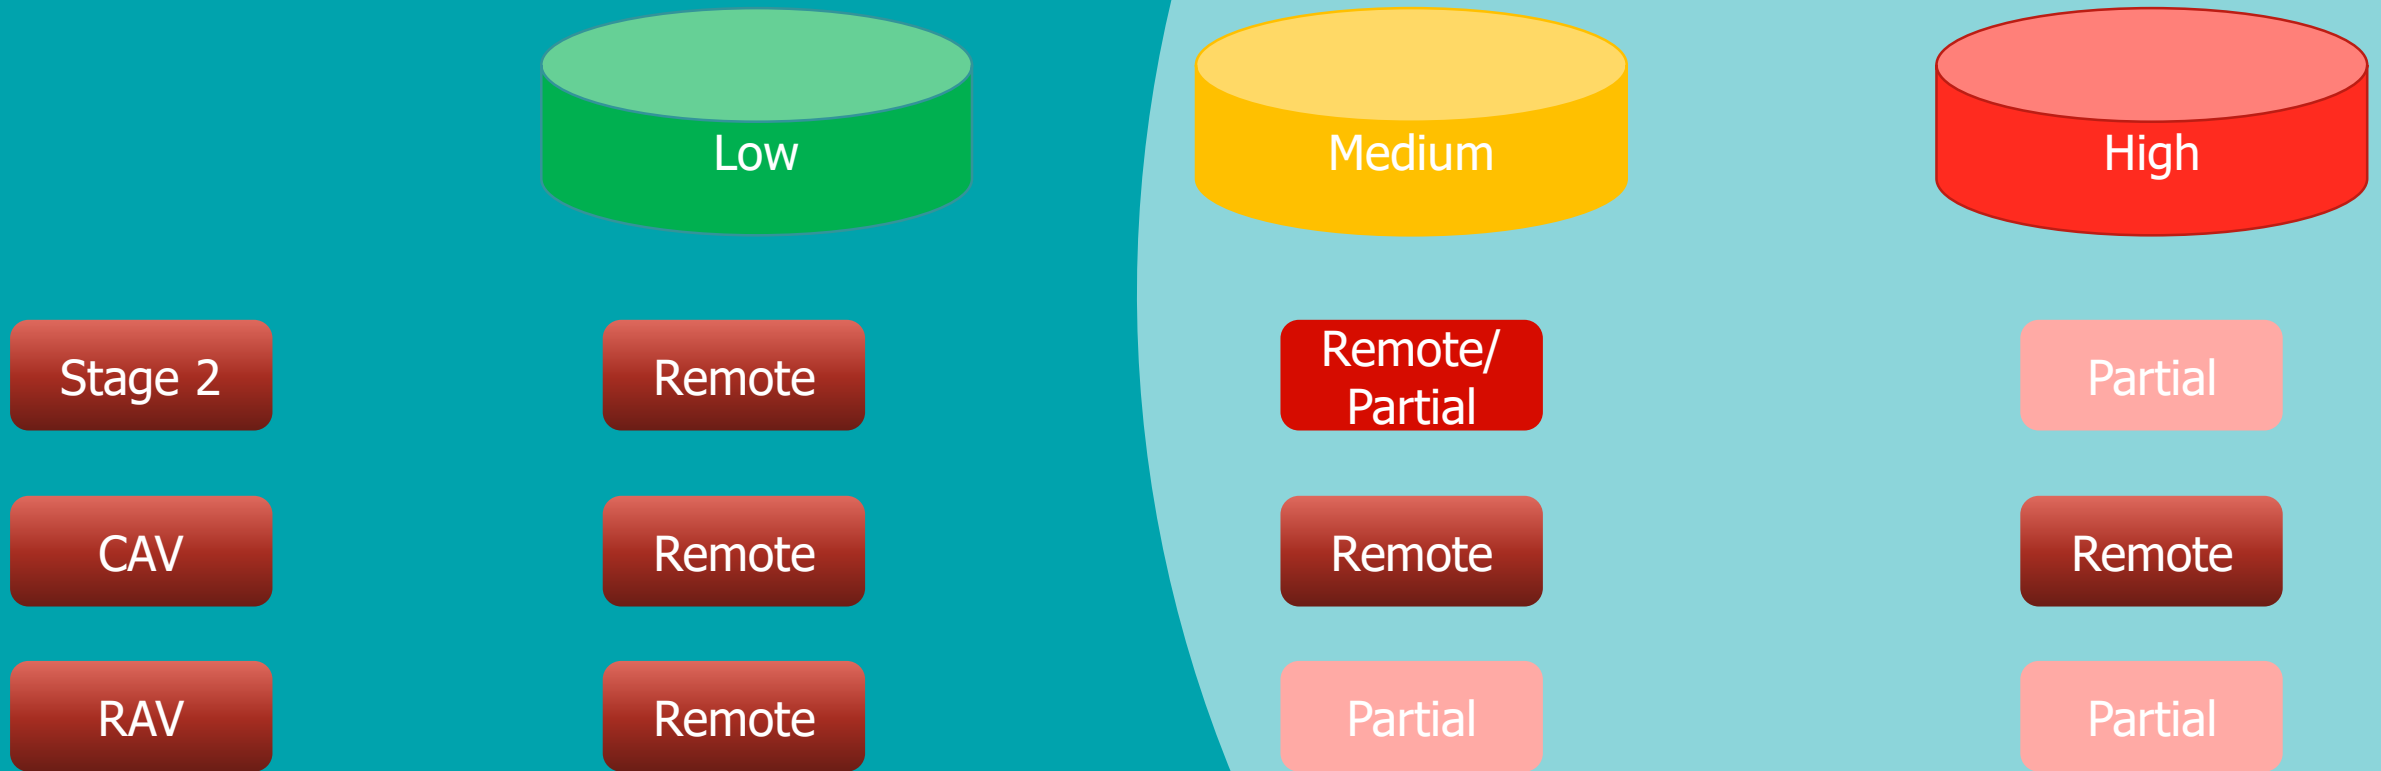 Low
Medium
High
Stage 2
Remote
Remote/
Partial
Partial
CAV
Remote
Remote
Remote
RAV
Remote
Partial
Partial